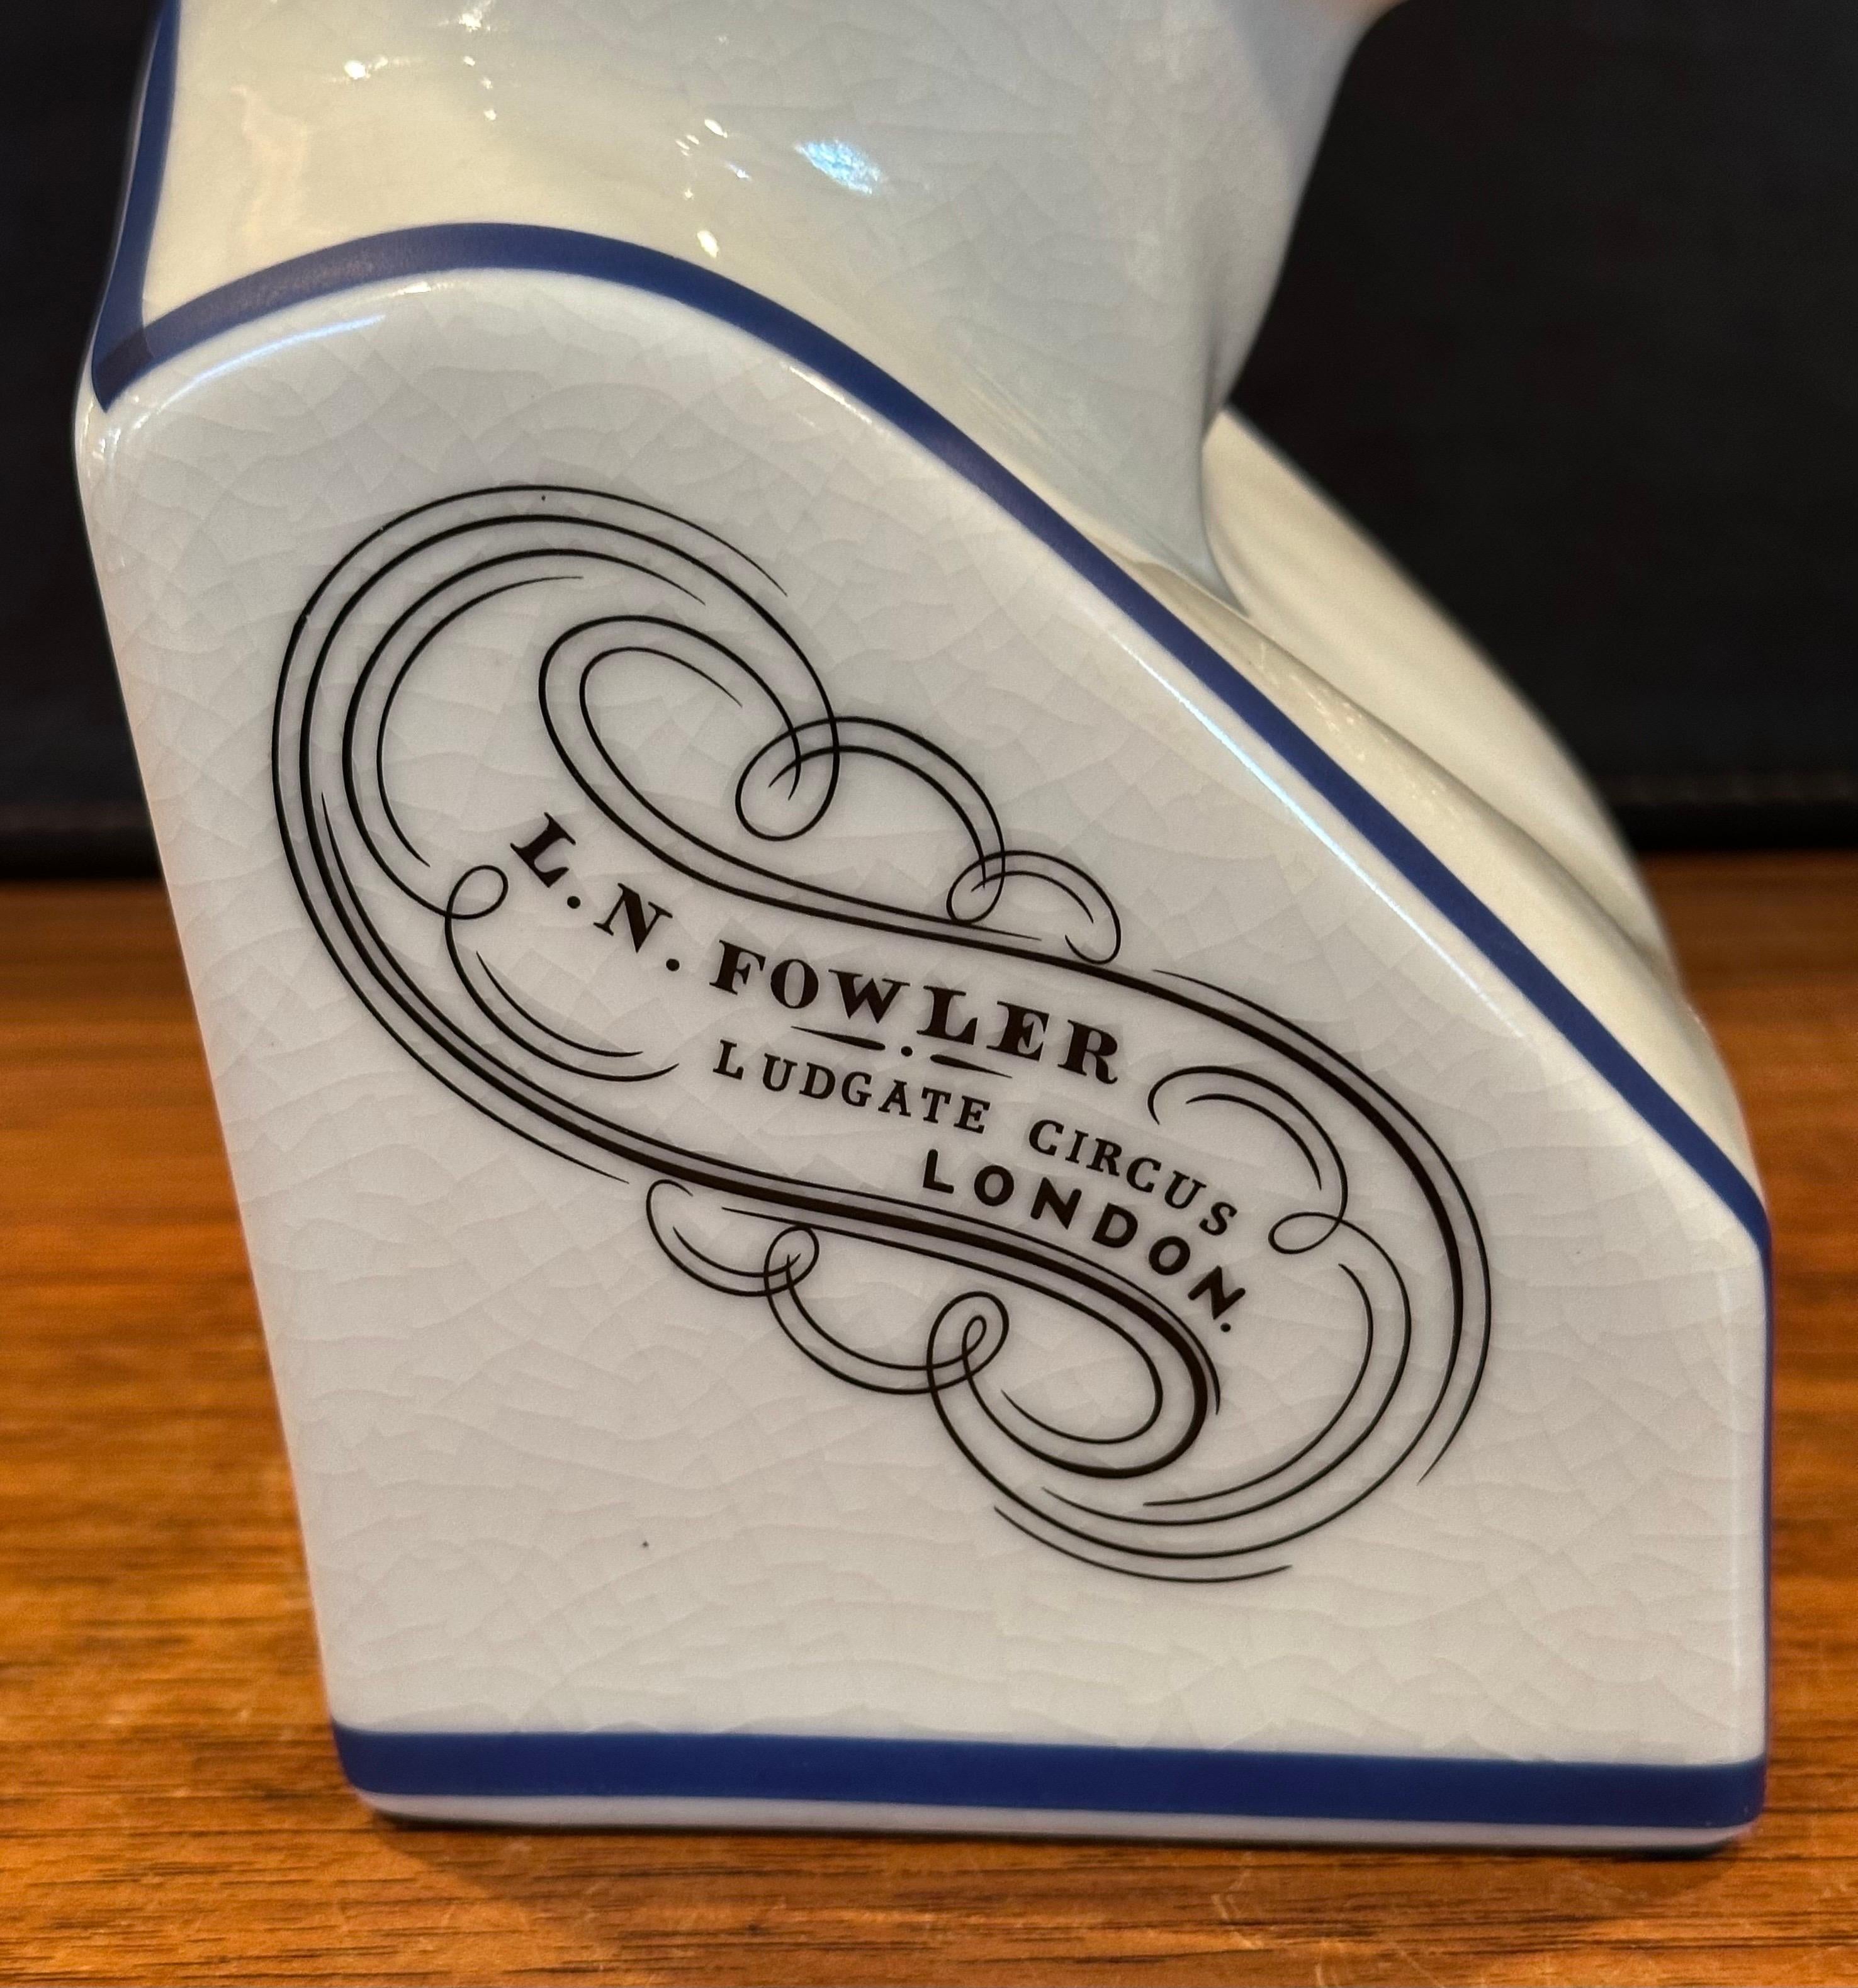 L.N. FOWLER
LUDGATE CIRCUS
LONDON.